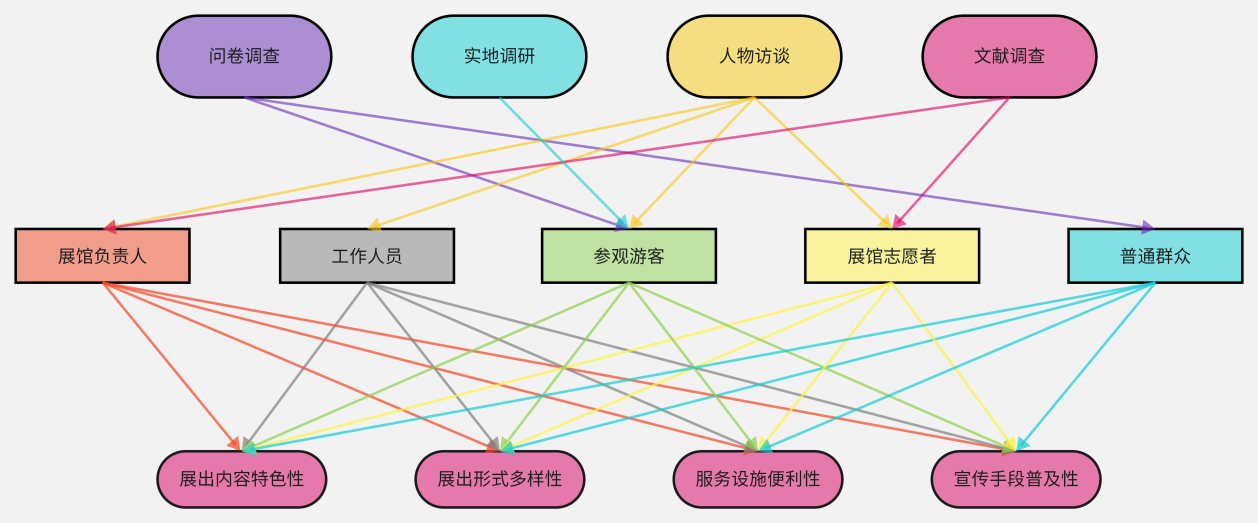 问卷调查
实地调研
人物访谈
文献调查
展馆负责人
工作人员
参观游客
展馆志愿者
普通群众
展出内容特色性
展出形式多样性
服务设施便利性
宣传手段普及性